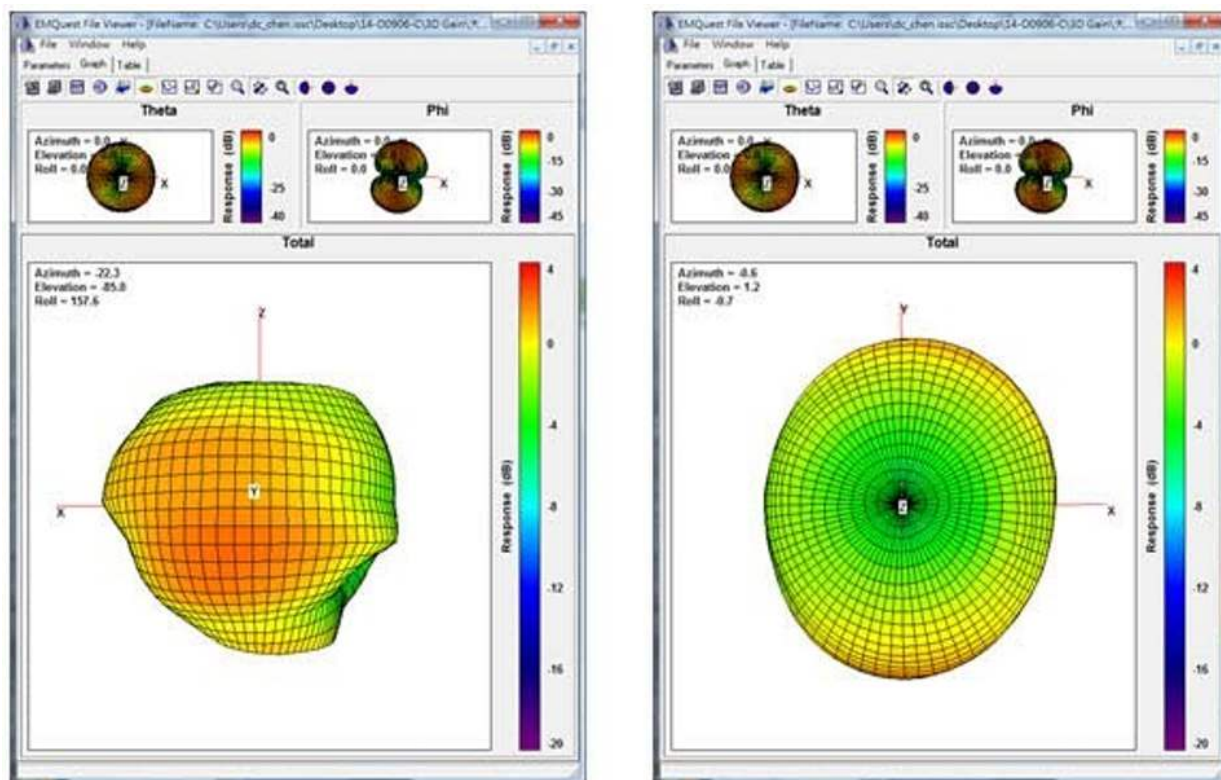 EMQuest File Viewer - [FileName: C:\Users\dc_chen.issc\Desktop\14-D0906-C\3D Gain\*...
File Window Help
Parameters Graph Table
Theta
Phi
Azimuth = 0.0
Elevation =
Roll = 0.0
X
Z
Response (dB)
0
-25
-40
Azimuth = 0.0
Elevation =
Roll = 0.0
X
Z
Response (dB)
0
-15
-30
-45
Total
Azimuth = -22.3
Elevation = -85.0
Roll = 157.6
Z
Y
X
Response (dB)
4
0
-4
-8
-12
-16
-20
EMQuest File Viewer - [FileName: C:\Users\dc_chen.issc\Desktop\14-D0906-C\3D Gain\*...
File Window Help
Parameters Graph Table
Theta
Phi
Azimuth = 0.0
Elevation =
Roll = 0.0
X
Z
Response (dB)
0
-25
-40
Azimuth = 0.0
Elevation =
Roll = 0.0
X
Z
Response (dB)
0
-15
-30
-45
Total
Azimuth = -0.6
Elevation = 1.2
Roll = -0.7
Y
Z
X
Response (dB)
4
0
-4
-8
-12
-16
-20